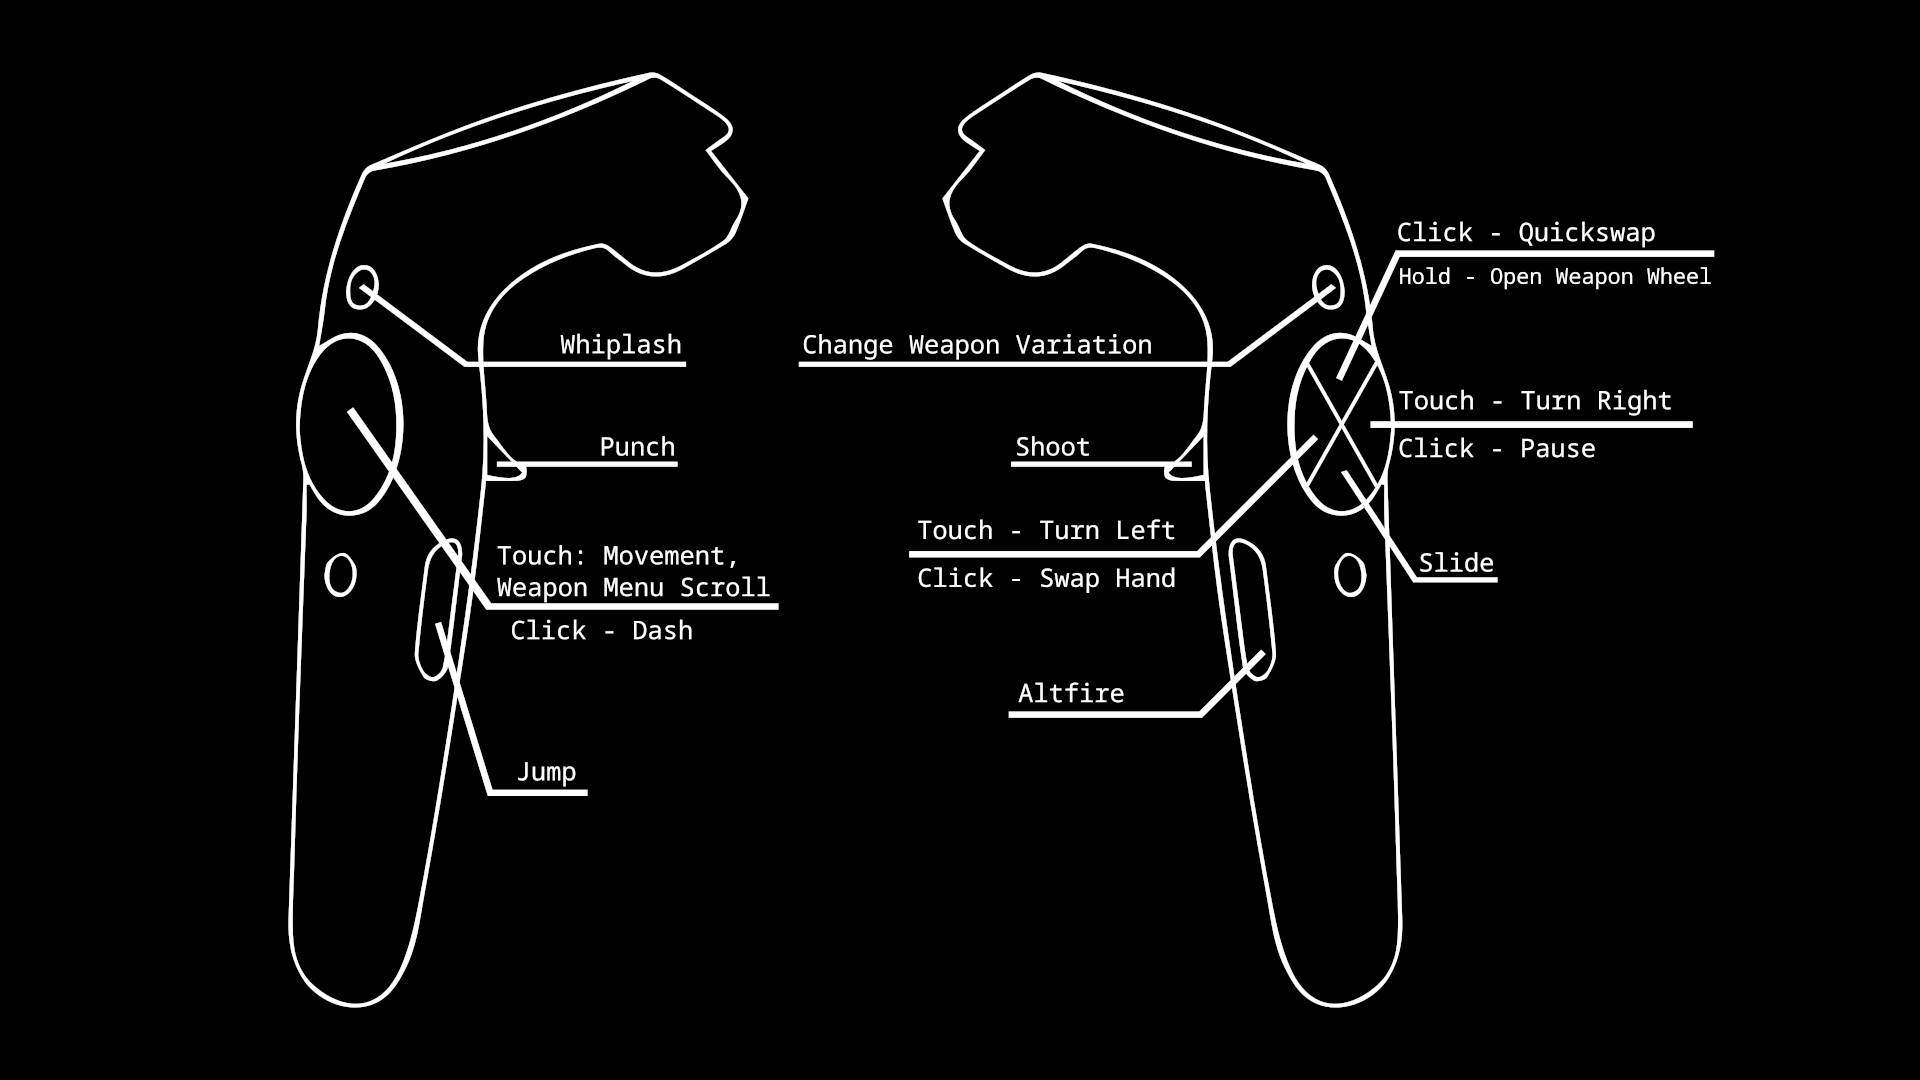 Click - Quickswap
Hold - Open Weapon Wheel
Whiplash
Change Weapon Variation
Touch - Turn Right
Click - Pause
Punch
Shoot
Touch - Turn Left
Click - Swap Hand
Touch: Movement,
Weapon Menu Scroll
Click - Dash
Slide
Altfire
Jump